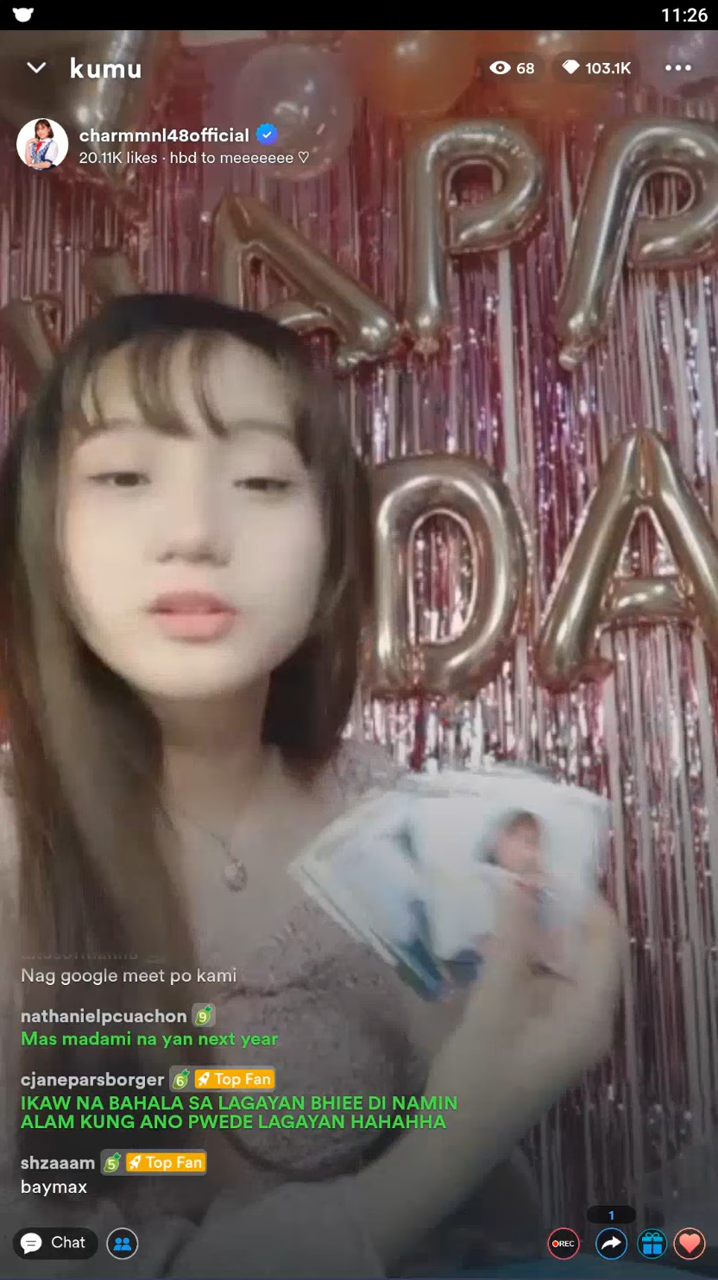 11:26
kumu
68
103.1K
charmmnl48official
20.11K likes · hbd to meeeeeee ♡
APP
DA
Nag google meet po kami
nathanielpcuachon 9
Mas madami na yan next year
cjaneparsborger 6 Top Fan
IKAW NA BAHALA SA LAGAYAN BHIEE DI NAMIN
ALAM KUNG ANO PWEDE LAGAYAN HAHAHHA
shzaaam 5 Top Fan
baymax
1
Chat
REC